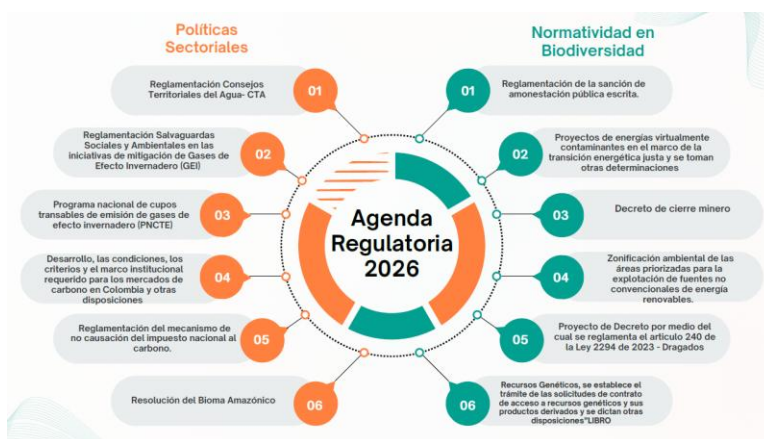 Políticas
Sectoriales
Reglamentación Consejos
Territoriales del Agua- CTA
01
Reglamentación Salvaguardas
Sociales y Ambientales en las
iniciativas de mitigación de Gases de
Efecto Invernadero (GEI)
02
Programa nacional de cupos
transables de emisión de gases de
efecto invernadero (PNCTE)
03
Desarrollo, las condiciones, los
criterios y el marco institucional
requerido para los mercados de
carbono en Colombia y otras
disposiciones
04
Reglamentación del mecanismo de
no causación del impuesto nacional al
carbono.
05
Resolución del Bioma Amazónico
06
Agenda
Regulatoria
2026
Normatividad en
Biodiversidad
01
Reglamentación de la sanción de
amonestación pública escrita.
02
Proyectos de energías virtualmente
contaminantes en el marco de la
transición energética justa y se toman
otras determinaciones
03
Decreto de cierre minero
04
Zonificación ambiental de las
áreas priorizadas para la
explotación de fuentes no
convencionales de energía
renovables.
05
Proyecto de Decreto por medio del
cual se reglamenta el artículo 240 de
la Ley 2294 de 2023 - Dragados
06
Recursos Genéticos, se establece el
trámite de las solicitudes de contrato
de acceso a recursos genéticos y sus
productos derivados y se dictan otras
disposiciones"LIBRO